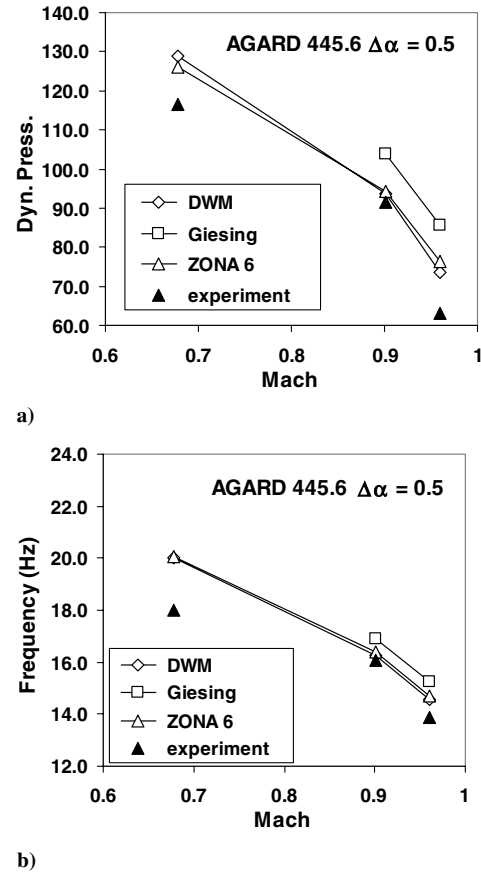 140.0
130.0
120.0
110.0
100.0
90.0
80.0
70.0
60.0
Dyn. Press.
AGARD 445.6 Δα = 0.5
DWM
Giesing
ZONA 6
experiment
0.6 0.7 0.8 0.9 1
Mach
a)
24.0
22.0
20.0
18.0
16.0
14.0
12.0
Frequency (Hz)
AGARD 445.6 Δα = 0.5
DWM
Giesing
ZONA 6
experiment
0.6 0.7 0.8 0.9 1
Mach
b)